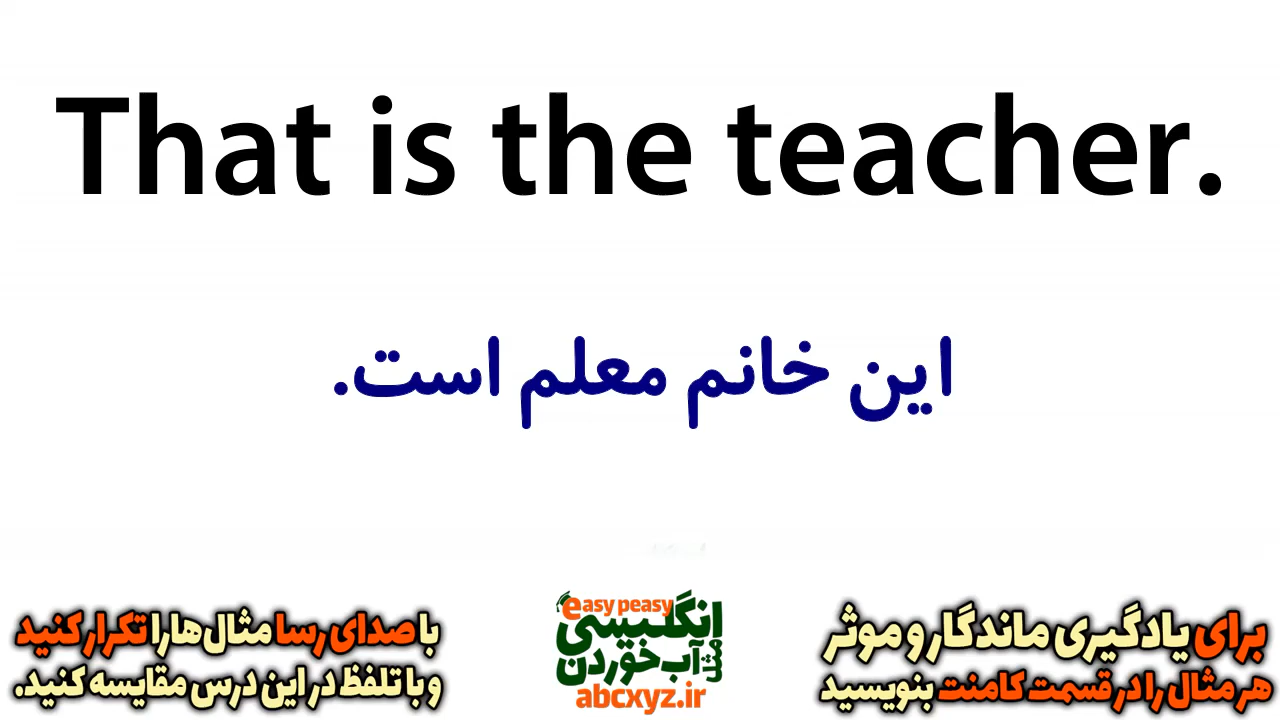 That is the teacher.
این خانم معلم است.
برای یادگیری ماندگار و موثر
هر مثال را در قسمت کامنت بنویسید
easy peasy
انگلیسی
مثل آب خوردن
abcxyz.ir
با صدای رسا مثال‌ها را تکرار کنید
و با تلفظ در این درس مقایسه کنید.